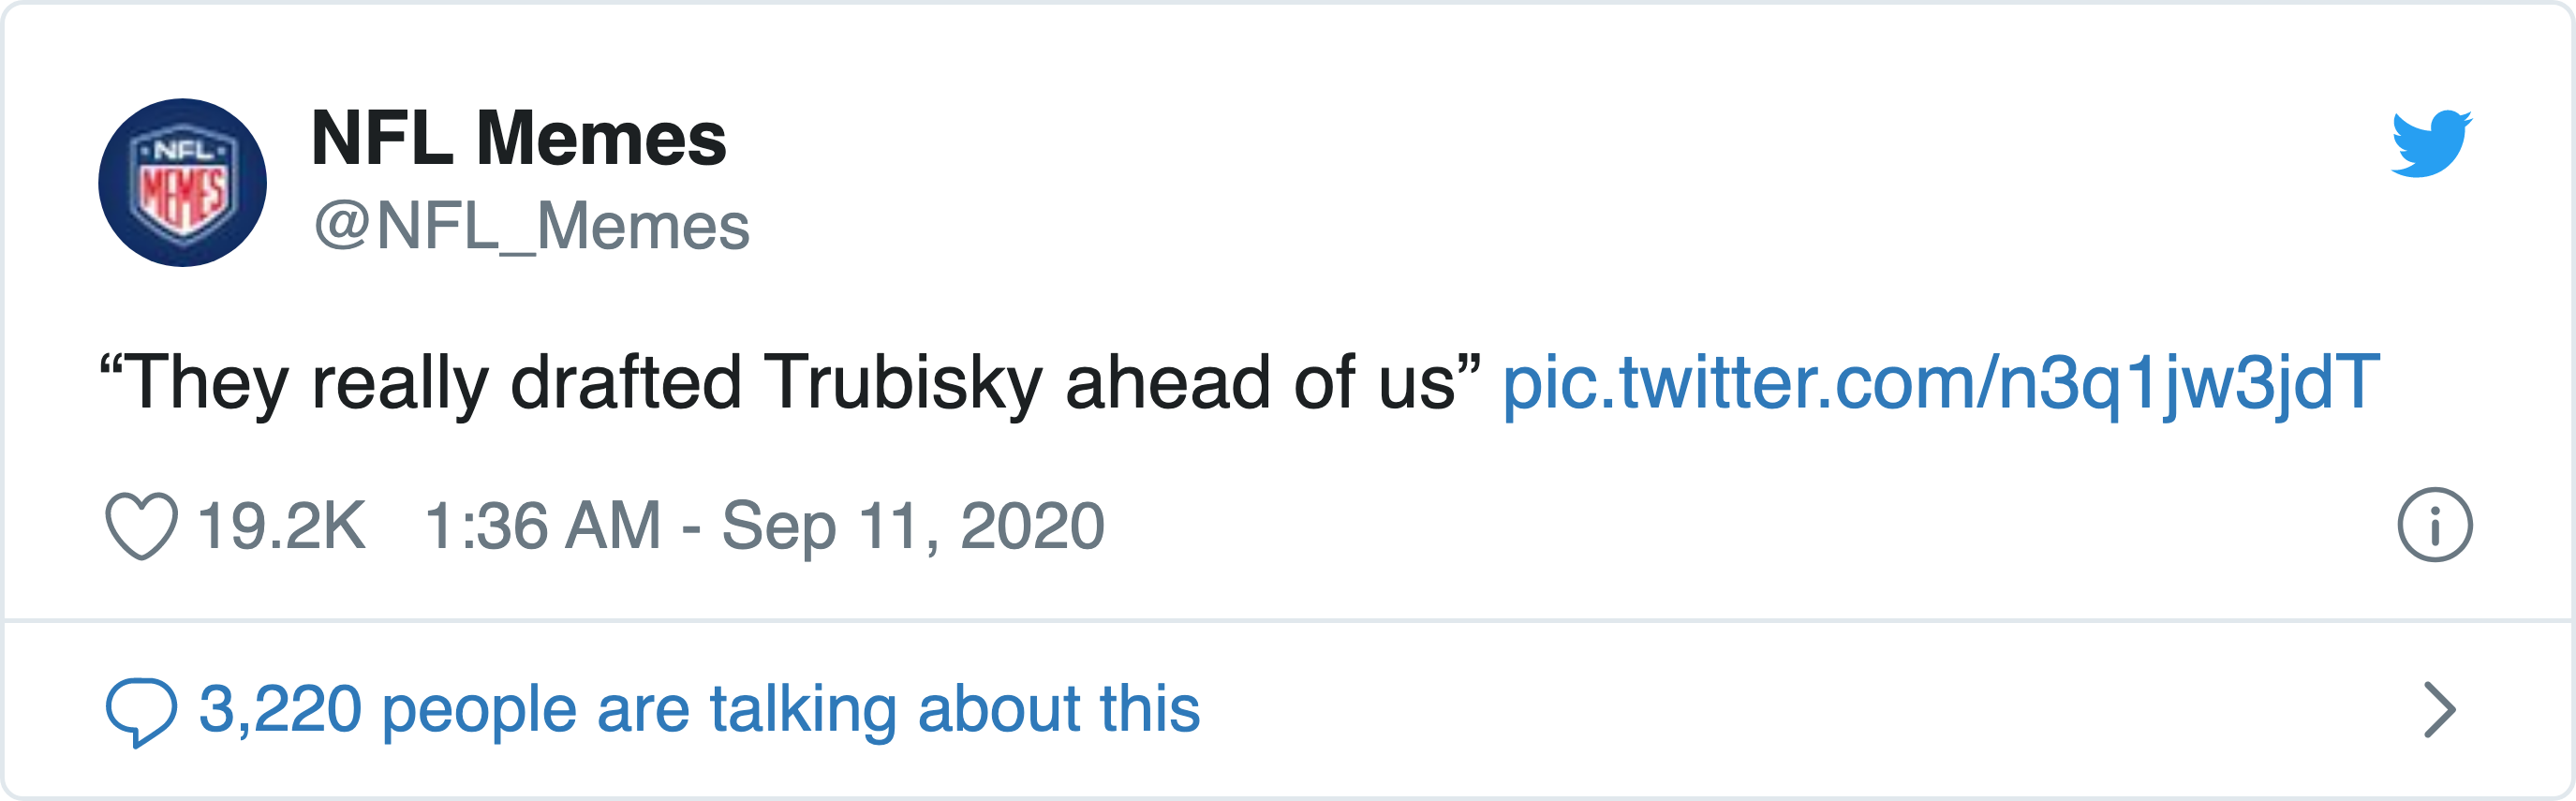 NFL
MEMES
NFL Memes
@NFL_Memes
“They really drafted Trubisky ahead of us” pic.twitter.com/n3q1jw3jdT
19.2K 1:36 AM - Sep 11, 2020
3,220 people are talking about this